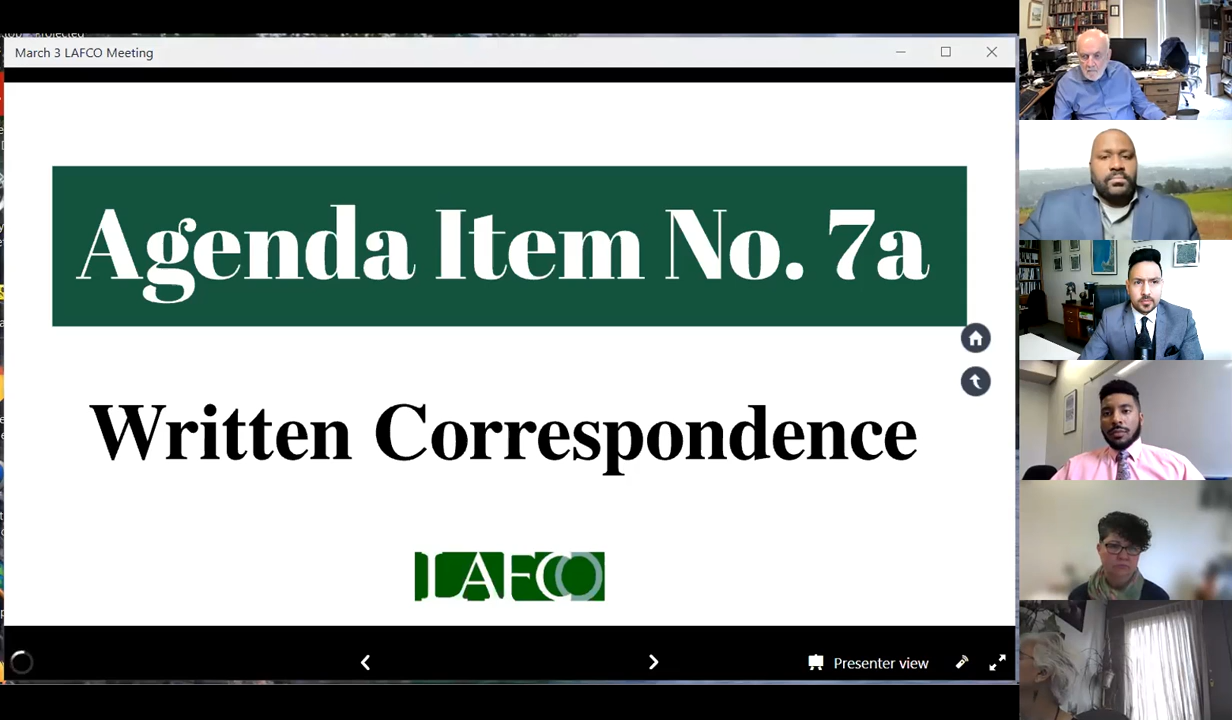 March 3 LAFCO Meeting
Agenda Item No. 7a
Written Correspondence
LAFCO
Presenter view